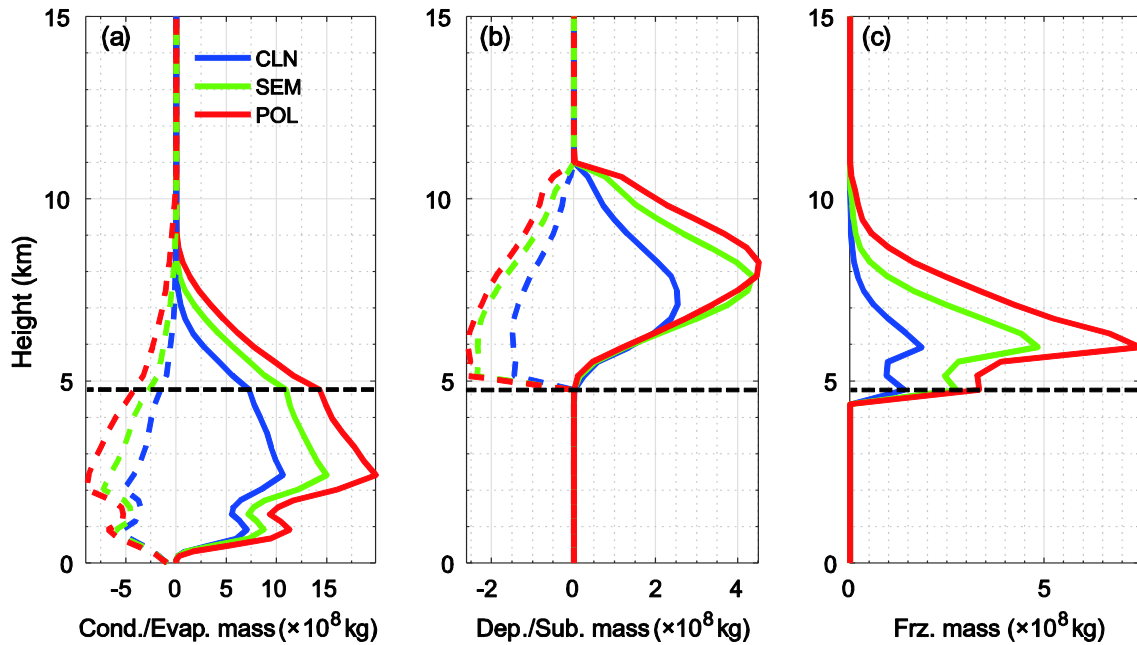 (a)
CLN
SEM
POL
15
10
5
0
Height (km)
-5 0 5 10 15
Cond./Evap. mass (×10⁸ kg)
(b)
15
10
5
0
-2 0 2 4
Dep./Sub. mass (×10⁸ kg)
(c)
15
10
5
0
0 5
Frz. mass (×10⁸ kg)